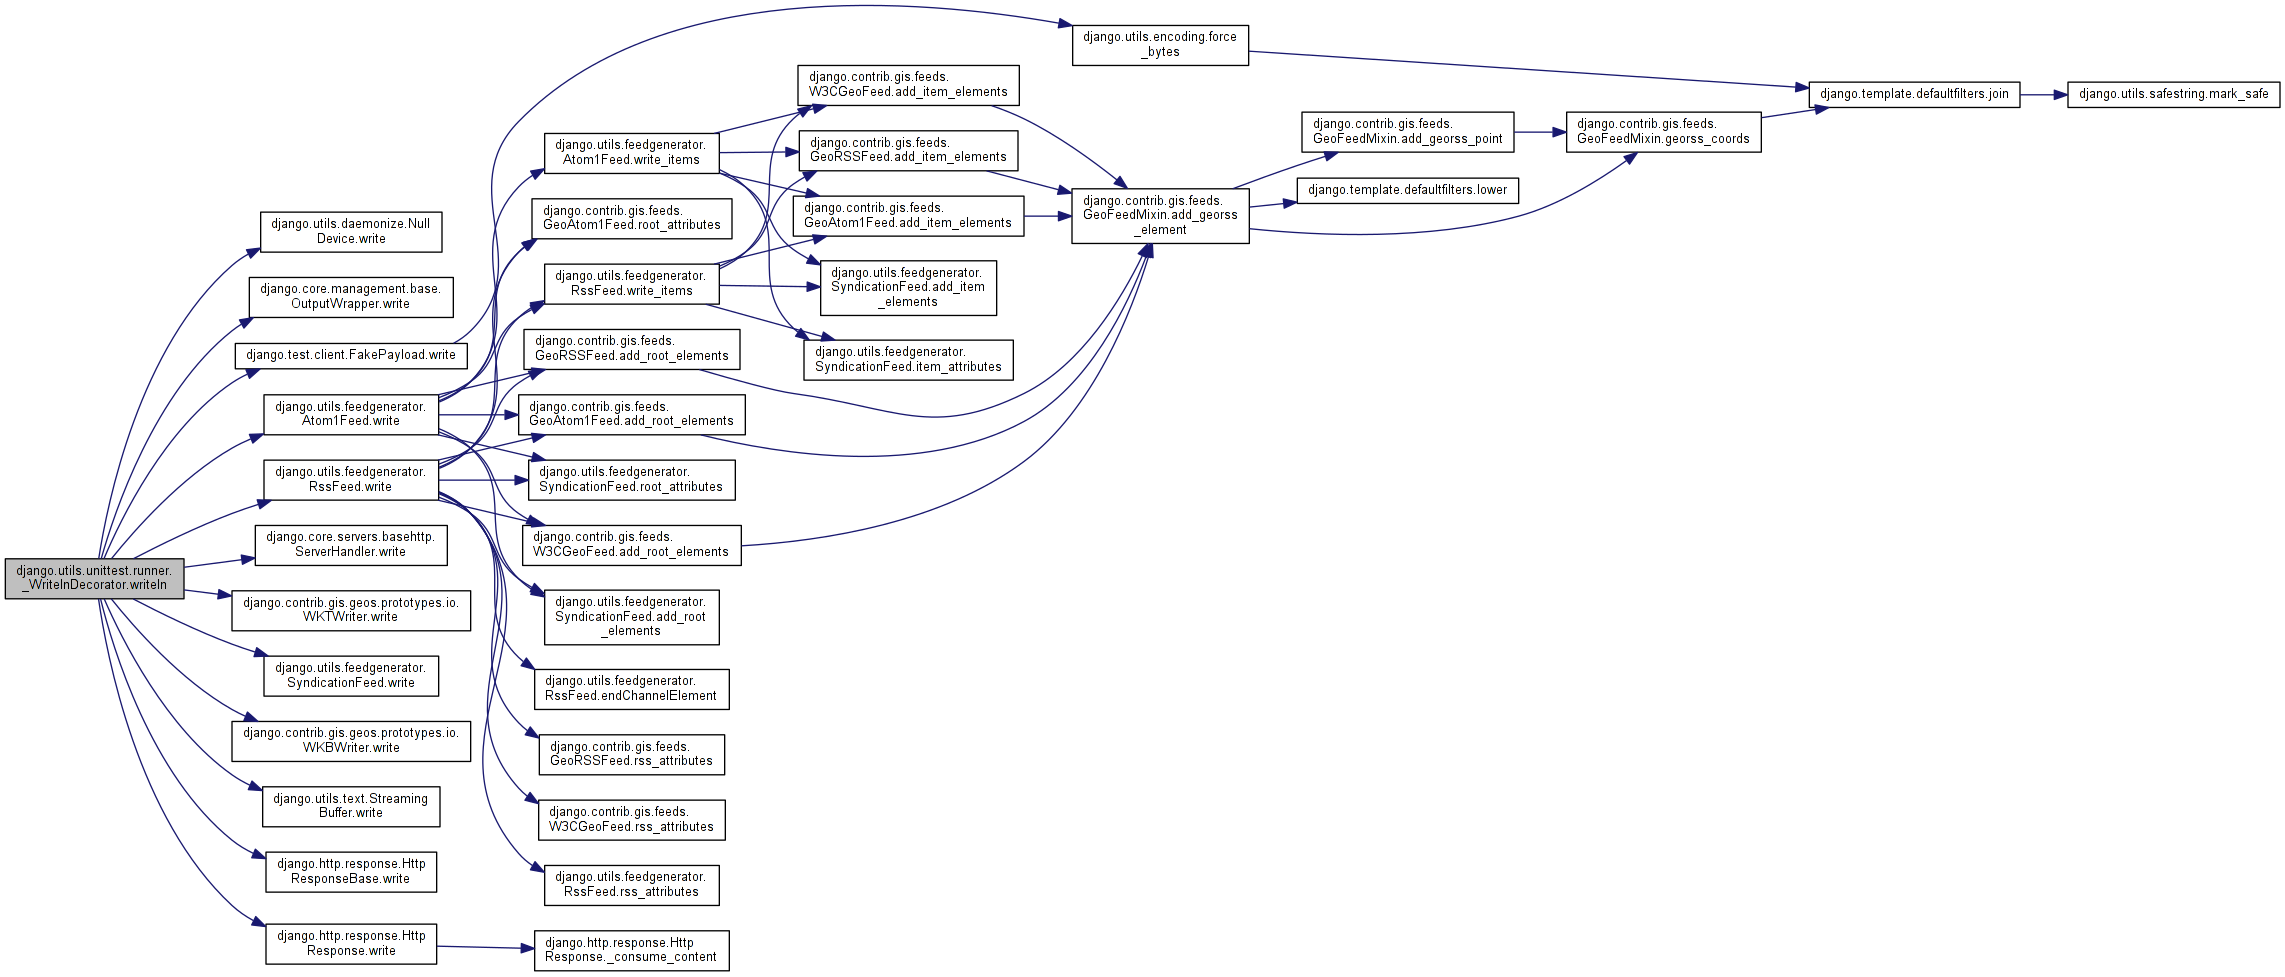 django.utils.unittest.runner.
_WritelnDecorator.writeln
django.utils.daemonize.Null
Device.write
django.core.management.base.
OutputWrapper.write
django.test.client.FakePayload.write
django.utils.feedgenerator.
Atom1Feed.write
django.utils.feedgenerator.
RssFeed.write
django.core.servers.basehttp.
ServerHandler.write
django.contrib.gis.geos.prototypes.io.
WKTWriter.write
django.utils.feedgenerator.
SyndicationFeed.write
django.contrib.gis.geos.prototypes.io.
WKBWriter.write
django.utils.text.Streaming
Buffer.write
django.http.response.Http
ResponseBase.write
django.http.response.Http
Response.write
django.utils.feedgenerator.
Atom1Feed.write_items
django.contrib.gis.feeds.
GeoAtom1Feed.root_attributes
django.utils.feedgenerator.
RssFeed.write_items
django.contrib.gis.feeds.
GeoRSSFeed.add_root_elements
django.contrib.gis.feeds.
GeoAtom1Feed.add_root_elements
django.utils.feedgenerator.
SyndicationFeed.root_attributes
django.contrib.gis.feeds.
W3CGeoFeed.add_root_elements
django.utils.feedgenerator.
SyndicationFeed.add_root
_elements
django.utils.feedgenerator.
RssFeed.endChannelElement
django.contrib.gis.feeds.
GeoRSSFeed.rss_attributes
django.contrib.gis.feeds.
W3CGeoFeed.rss_attributes
django.utils.feedgenerator.
RssFeed.rss_attributes
django.http.response.Http
Response._consume_content
django.contrib.gis.feeds.
W3CGeoFeed.add_item_elements
django.contrib.gis.feeds.
GeoRSSFeed.add_item_elements
django.contrib.gis.feeds.
GeoAtom1Feed.add_item_elements
django.utils.feedgenerator.
SyndicationFeed.add_item
_elements
django.utils.feedgenerator.
SyndicationFeed.item_attributes
django.utils.encoding.force
_bytes
django.contrib.gis.feeds.
GeoFeedMixin.add_georss
_element
django.contrib.gis.feeds.
GeoFeedMixin.add_georss_point
django.template.defaultfilters.lower
django.contrib.gis.feeds.
GeoFeedMixin.georss_coords
django.template.defaultfilters.join
django.utils.safestring.mark_safe